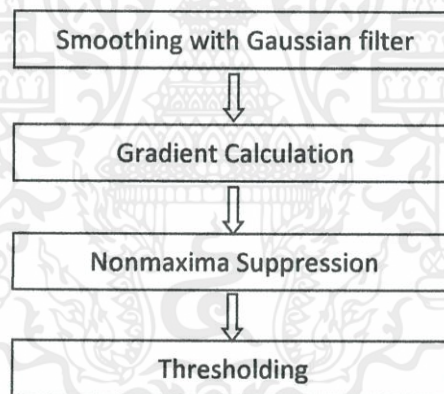 Smoothing with Gaussian filter
Gradient Calculation
Nonmaxima Suppression
Thresholding